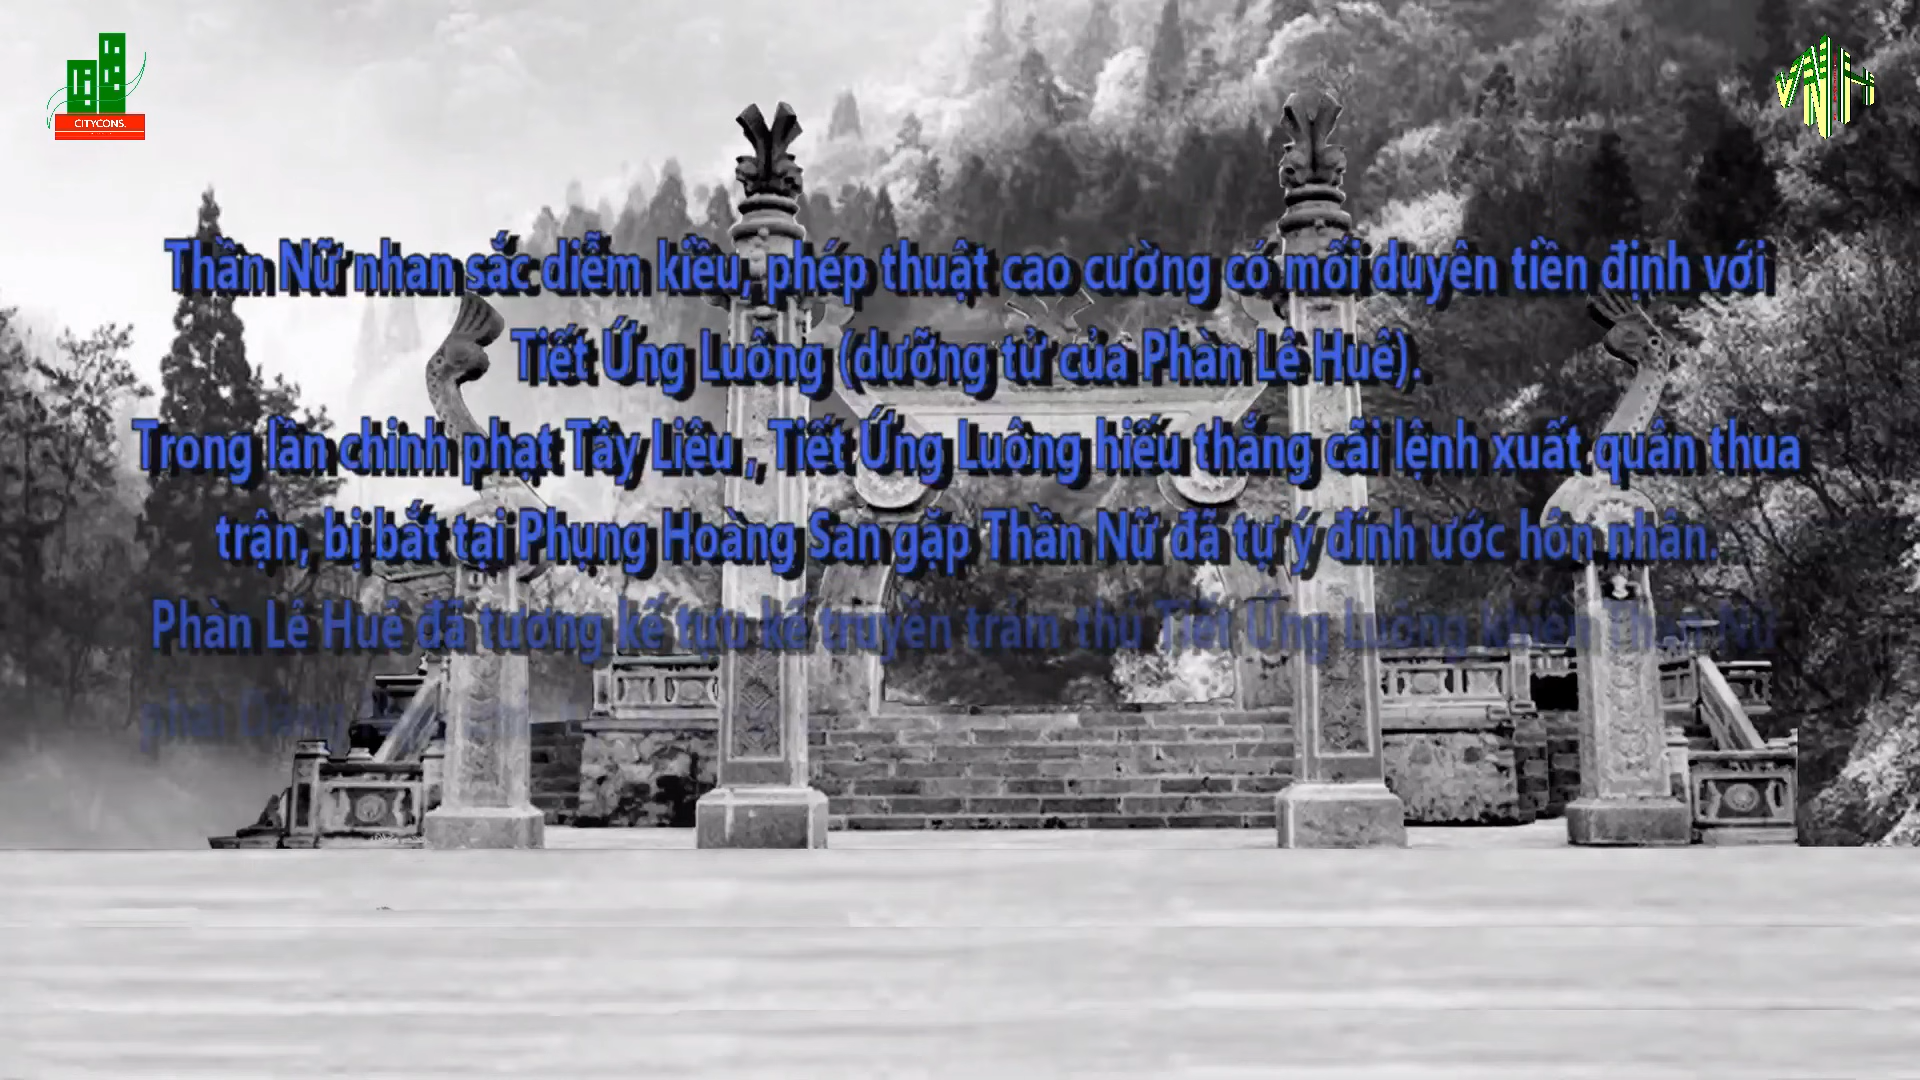 CITYCONS.
VNH
Thần Nữ nhan sắc diễm kiều, phép thuật cao cường có mối duyên tiền định với
Tiết Ứng Luông (dưỡng tử của Phàn Lê Huê).
Trong lần chinh phạt Tây Liêu , Tiết Ứng Luông hiếu thắng cãi lệnh xuất quân thua
trận, bị bắt tại Phụng Hoàng San gặp Thần Nữ đã tự ý đính ước hôn nhân.
Phàn Lê Huê đã tương kế tựu kế truyền trảm thủ Tiết Ứng Luông khiến Thần Nữ
phải Dâng